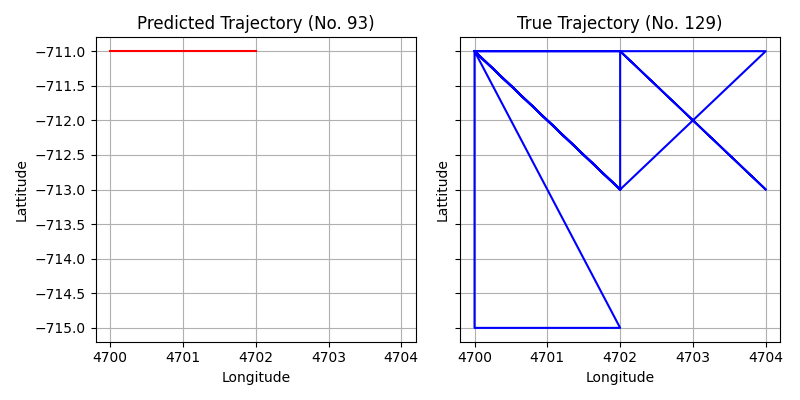 Predicted Trajectory (No. 93)
−711.0
−711.5
−712.0
−712.5
−713.0
−713.5
−714.0
−714.5
−715.0
Lattitude
4700 4701 4702 4703 4704
Longitude
True Trajectory (No. 129)
Lattitude
4700 4701 4702 4703 4704
Longitude